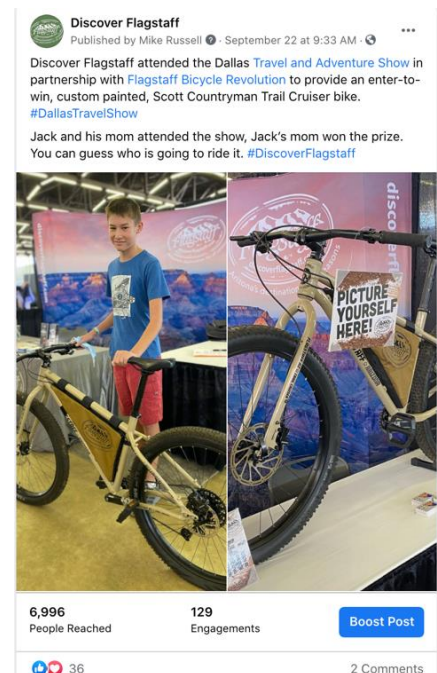 Discover Flagstaff
Published by Mike Russell · September 22 at 9:33 AM ·
Discover Flagstaff attended the Dallas Travel and Adventure Show in
partnership with Flagstaff Bicycle Revolution to provide an enter-to-
win, custom painted, Scott Countryman Trail Cruiser bike.
#DallasTravelShow
Jack and his mom attended the show, Jack's mom won the prize.
You can guess who is going to ride it. #DiscoverFlagstaff
PICTURE
YOURSELF
HERE!
6,996
People Reached
129
Engagements
Boost Post
36
2 Comments